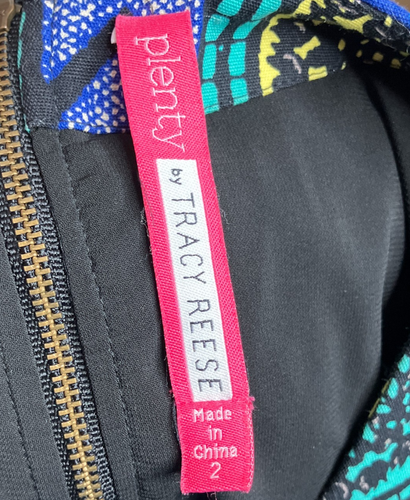 plenty
by TRACY REESE
Made
in
China
2